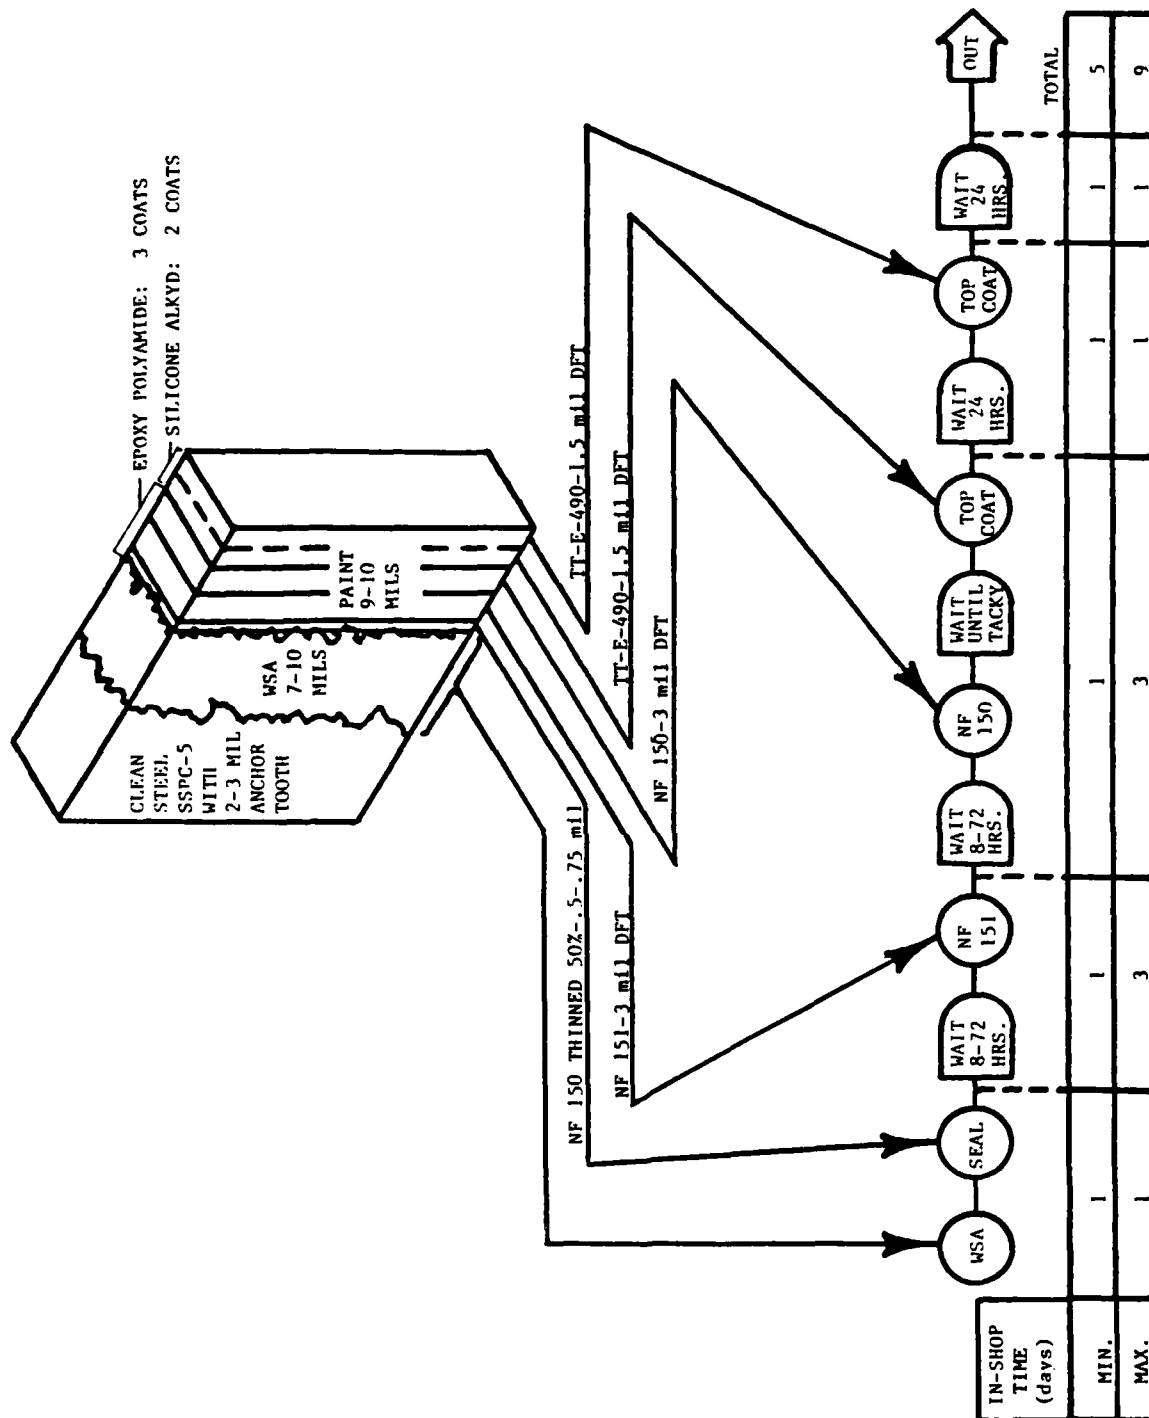 EPOXY POLYAMIDE: 3 COATS
SILICONE ALKYD: 2 COATS
CLEAN
STEEL
SSPC-5
WITH
2-3 MIL
ANCHOR
TOOTH
WSA
7-10
MILS
PAINT
9-10
MILS
NF 150 THINNED 50%-.5-.75 mil
NF 151-3 mil DFT
NF 150-3 mil DFT
TT-E-490-1.5 mil DFT
TT-E-490-1.5 mil DFT
WSA
SEAL
WAIT
8-72
HRS.
NF
151
WAIT
8-72
HRS.
NF
150
WAIT
UNTIL
TACKY
TOP
COAT
WAIT
24
HRS.
TOP
COAT
WAIT
24
HRS.
OUT
IN-SHOP
TIME
(days)
TOTAL
MIN. 1 1 1 1 1 5
MAX. 1 3 3 1 1 9